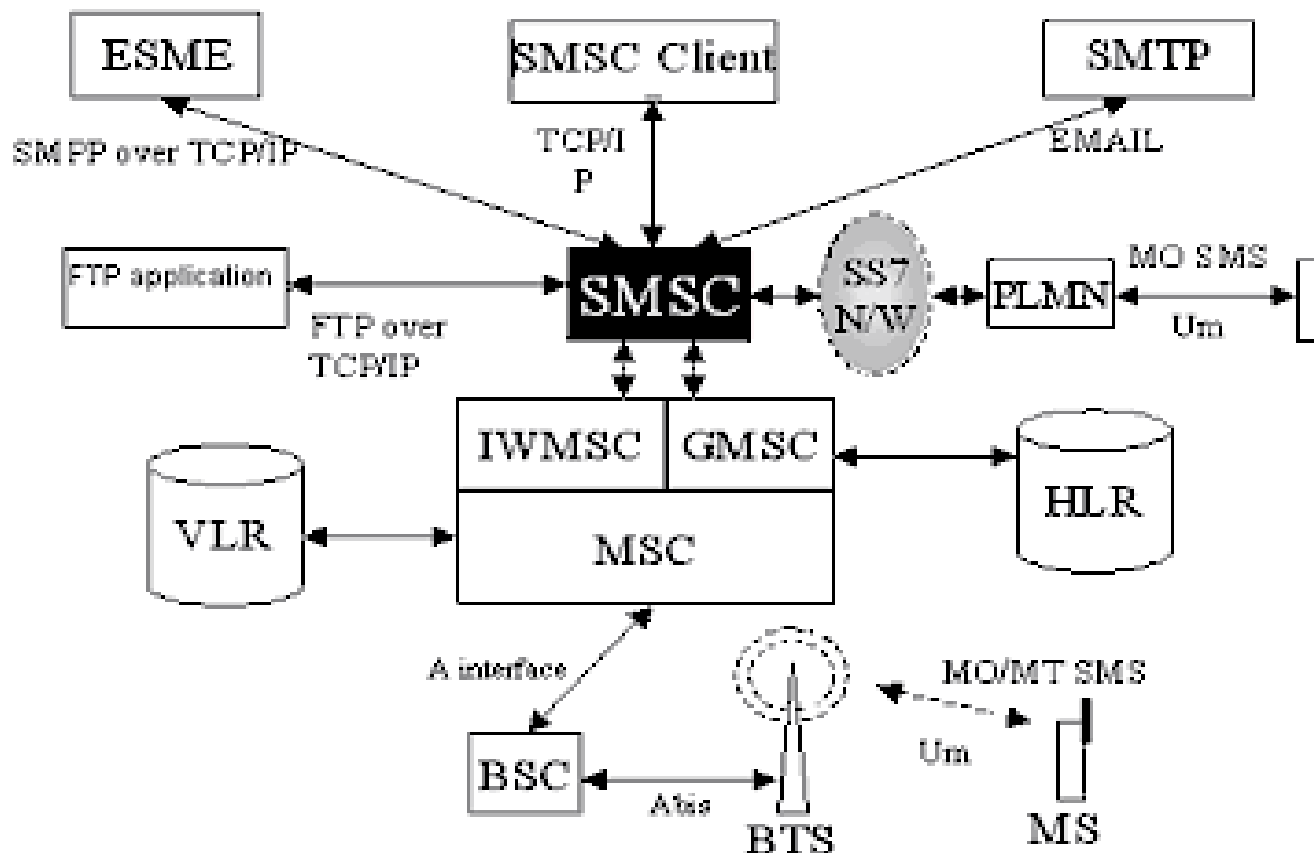 ESME
SMSC Client
SMTP
SMPP over TCP/IP
TCP/I
P
EMAIL
FTP application
SMSC
SS7
N/W
PLMN
MO SMS
Um
FTP over
TCP/IP
IWMSC
GMSC
VLR
MSC
HLR
A interface
MO/MT SMS
Um
BSC
Abis
BTS
MS